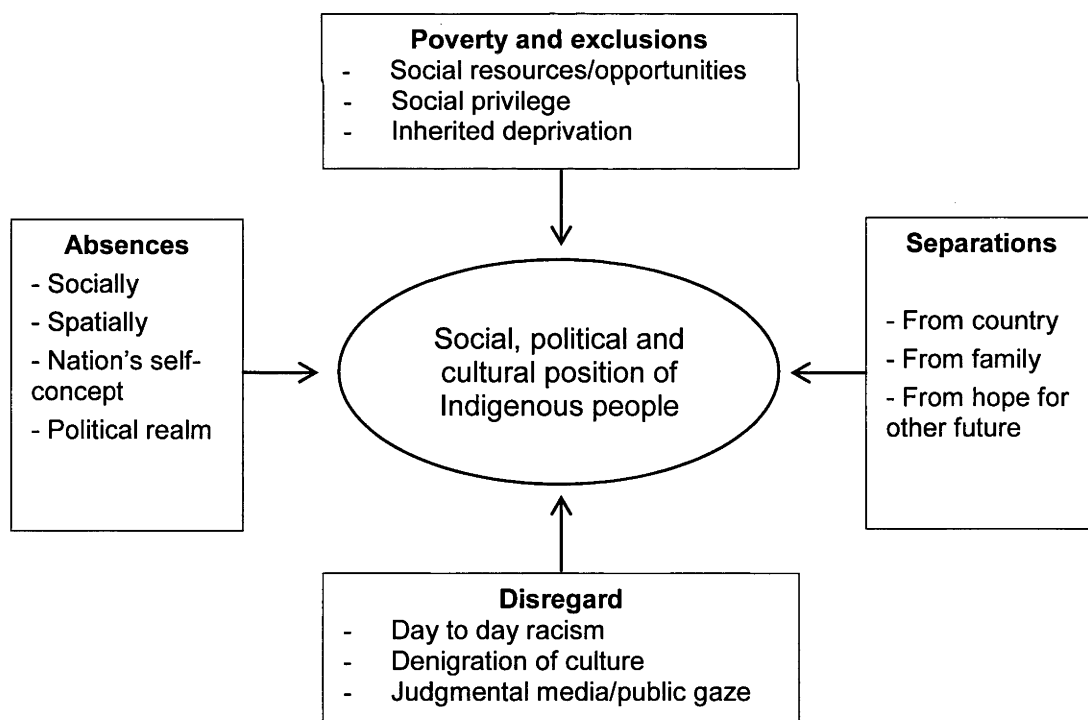 Poverty and exclusions
- Social resources/opportunities
- Social privilege
- Inherited deprivation
Absences
- Socially
- Spatially
- Nation's self-
concept
- Political realm
Social, political and
cultural position of
Indigenous people
Separations
- From country
- From family
- From hope for
other future
Disregard
- Day to day racism
- Denigration of culture
- Judgmental media/public gaze